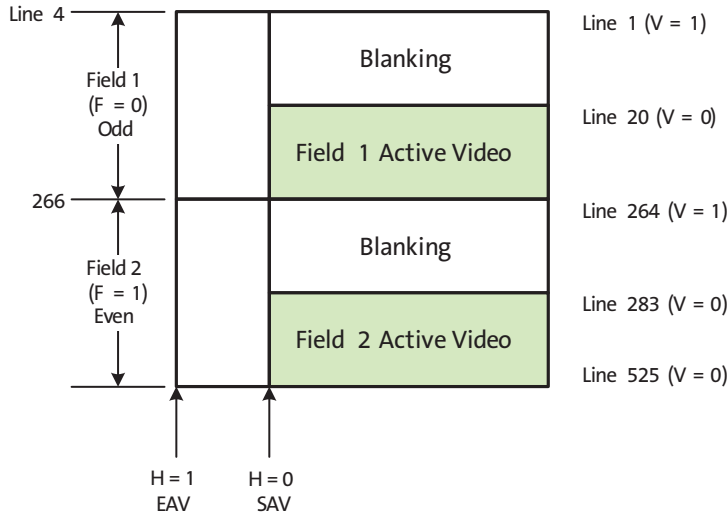 Line 4
Line 1 (V = 1)
Blanking
Field 1
(F = 0)
Odd
Line 20 (V = 0)
Field 1 Active Video
266
Line 264 (V = 1)
Blanking
Field 2
(F = 1)
Even
Line 283 (V = 0)
Field 2 Active Video
Line 525 (V = 0)
H = 1
EAV
H = 0
SAV